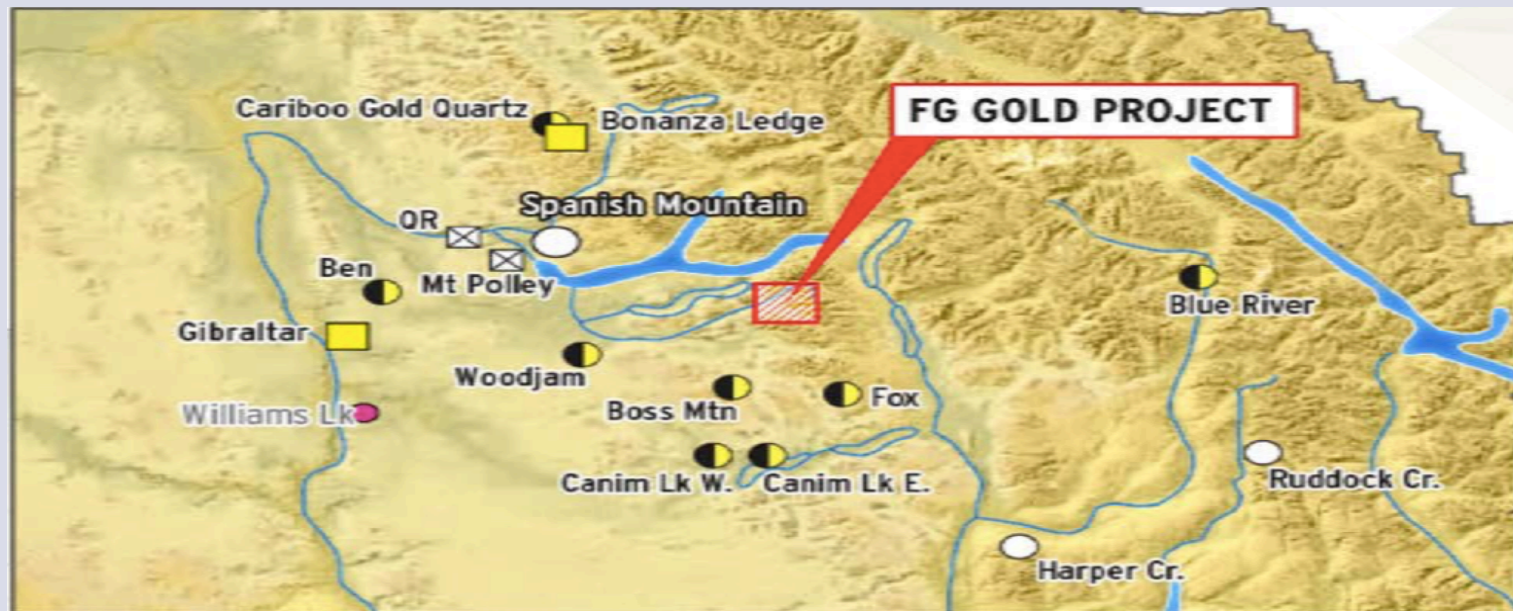 FG GOLD PROJECT
Cariboo Gold Quartz
Bonanza Ledge
Spanish Mountain
QR
Ben
Mt Polley
Blue River
Gibraltar
Woodjam
Boss Mtn
Fox
Williams Lk
Canim Lk W.
Canim Lk E.
Ruddock Cr.
Harper Cr.